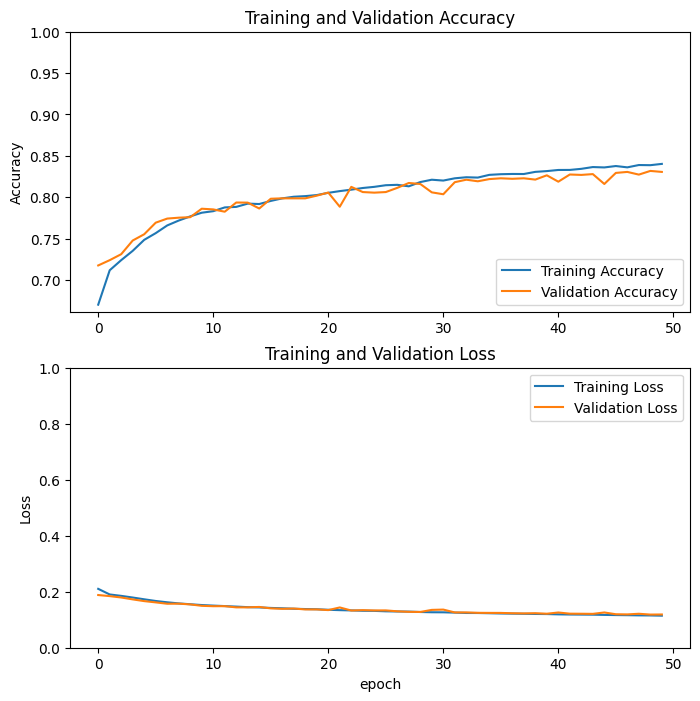 Training and Validation Accuracy
1.00
0.95
0.90
0.85
0.80
0.75
0.70
Accuracy
Training Accuracy
Validation Accuracy
0 10 20 30 40 50
Training and Validation Loss
1.0
0.8
0.6
0.4
0.2
0.0
Loss
Training Loss
Validation Loss
0 10 20 30 40 50
epoch